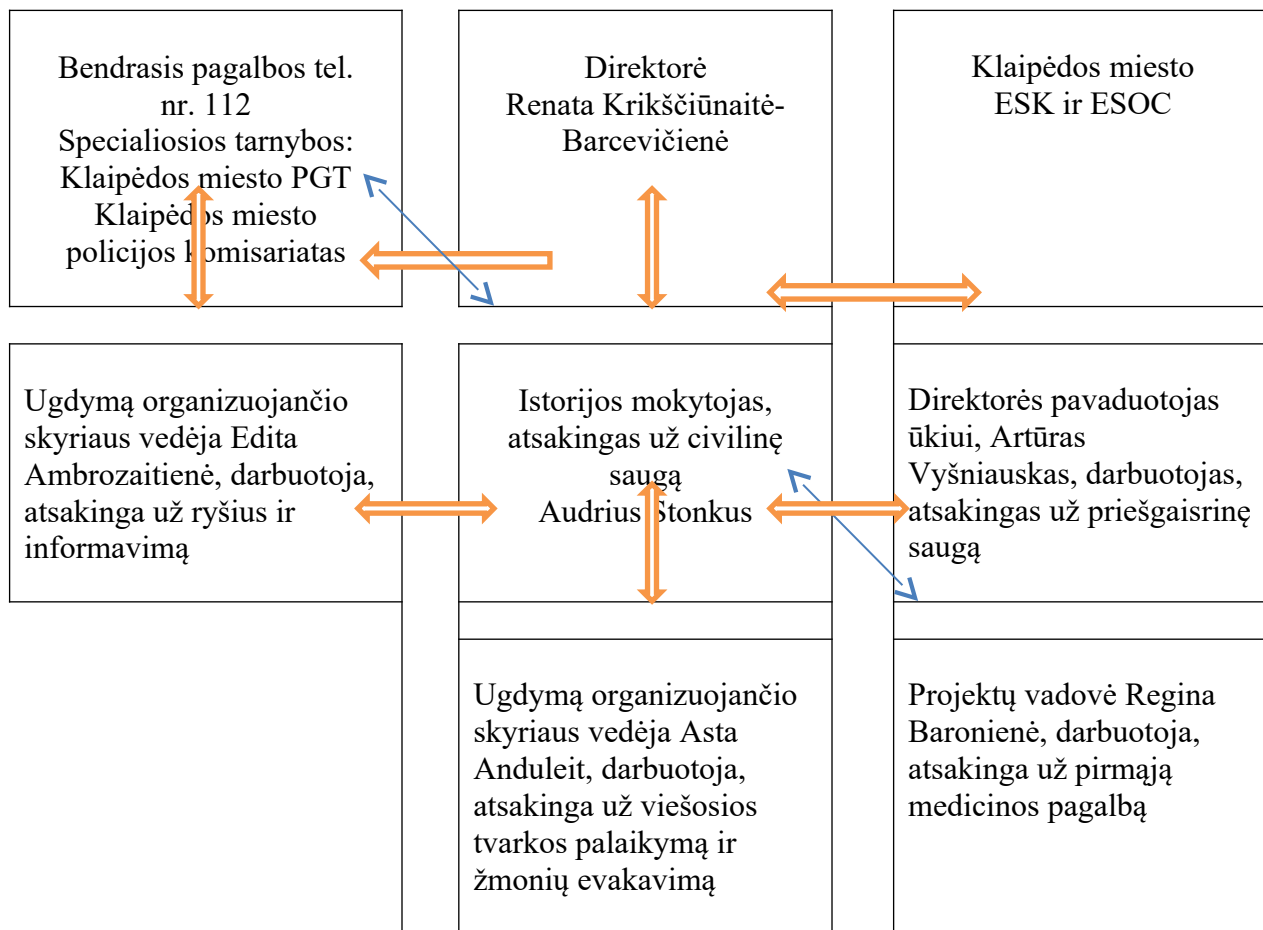 Bendrasis pagalbos tel.
nr. 112
Specialiosios tarnybos:
Klaipėdos miesto PGT
Klaipėdos miesto
policijos komisariatas
Direktorė
Renata Krikščiūnaitė-
Barcevičienė
Klaipėdos miesto
ESK ir ESOC
Ugdymą organizuojančio
skyriaus vedėja Edita
Ambrozaitienė, darbuotoja,
atsakinga už ryšius ir
informavimą
Istorijos mokytojas,
atsakingas už civilinę
saugą
Audrius Stonkus
Direktorės pavaduotojas
ūkiui, Artūras
Vyšniauskas, darbuotojas,
atsakingas už priešgaisrinę
saugą
Ugdymą organizuojančio
skyriaus vedėja Asta
Anduleit, darbuotoja,
atsakinga už viešosios
tvarkos palaikymą ir
žmonių evakavimą
Projektų vadovė Regina
Baronienė, darbuotoja,
atsakinga už pirmąją
medicinos pagalbą